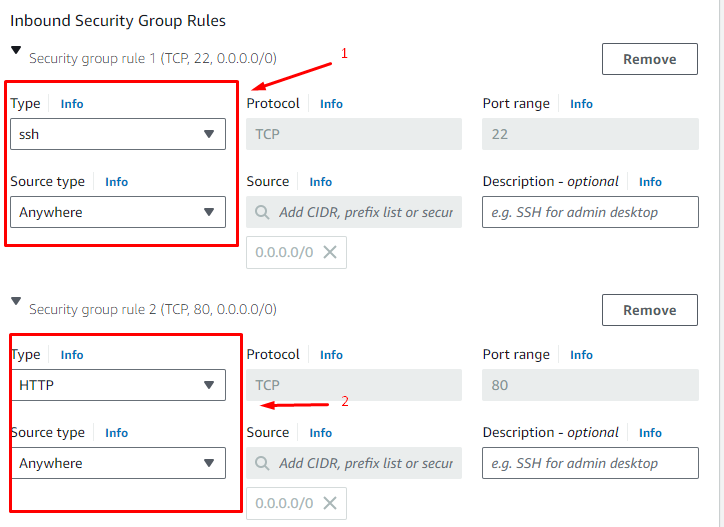 Inbound Security Group Rules
Security group rule 1 (TCP, 22, 0.0.0.0/0)
Remove
1
Type Info
Protocol Info
Port range Info
ssh
TCP
22
Source type Info
Source Info
Description - optional Info
Anywhere
Add CIDR, prefix list or secur
e.g. SSH for admin desktop
0.0.0.0/0
Security group rule 2 (TCP, 80, 0.0.0.0/0)
Remove
Type Info
Protocol Info
Port range Info
HTTP
TCP
80
2
Source type Info
Source Info
Description - optional Info
Anywhere
Add CIDR, prefix list or secur
e.g. SSH for admin desktop
0.0.0.0/0